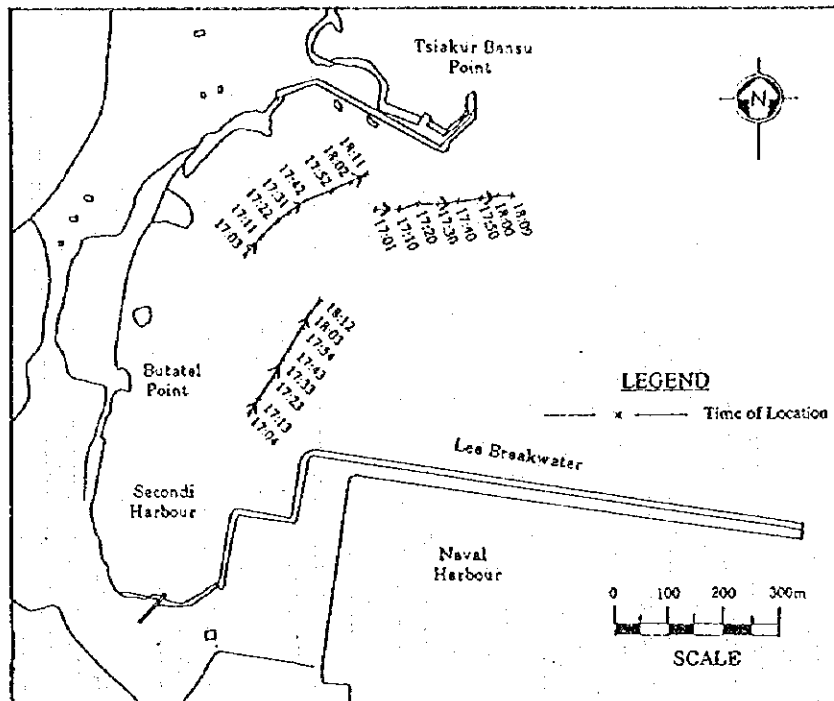 Tsiakur Bansu
Point
N
18:11
18:02
17:52
17:42
17:31
17:22
17:11
17:03
17:01
17:10
17:20
17:30
17:40
17:50
18:00
18:09
18:12
18:03
17:54
17:43
17:33
17:23
17:13
17:04
Butatel
Point
LEGEND
Time of Location
Lee Breakwater
Secondi
Harbour
Naval
Harbour
0 100 200 300m
SCALE